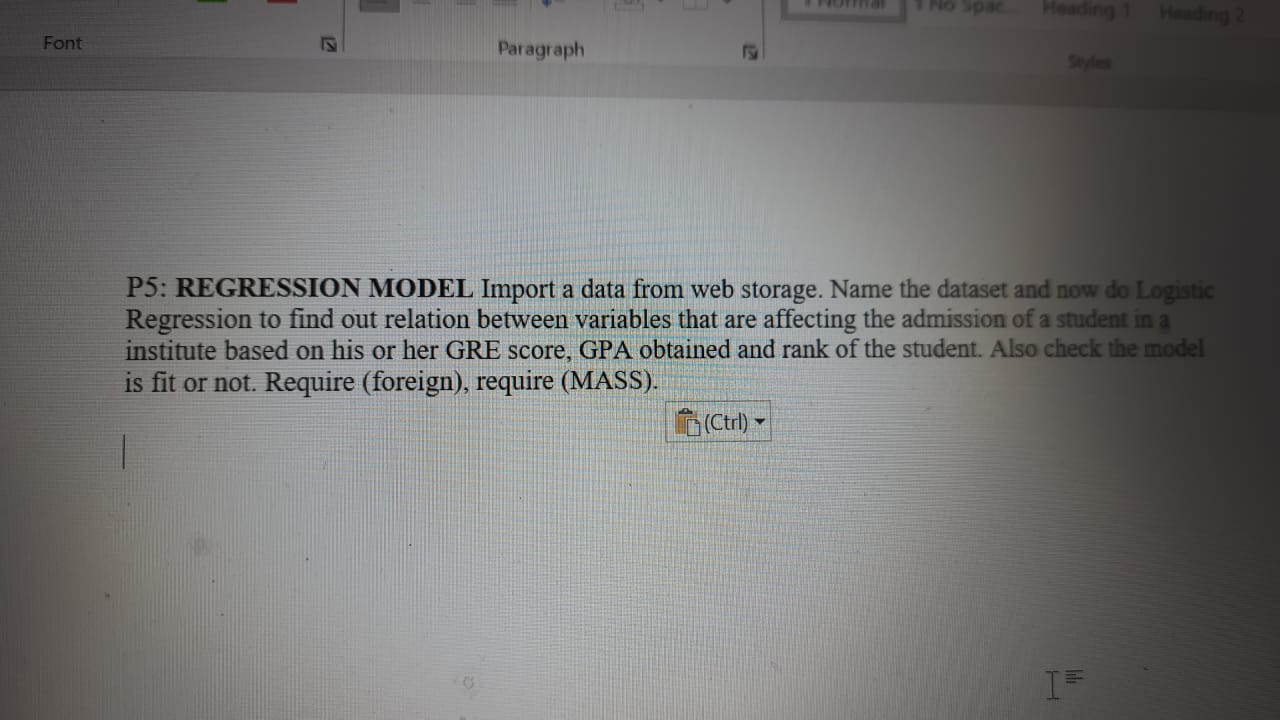 Normal 1 No Spac... Heading 1 Heading 2
Font Paragraph Styles
P5: REGRESSION MODEL Import a data from web storage. Name the dataset and now do Logistic
Regression to find out relation between variables that are affecting the admission of a student in a
institute based on his or her GRE score, GPA obtained and rank of the student. Also check the model
is fit or not. Require (foreign), require (MASS).
(Ctrl)